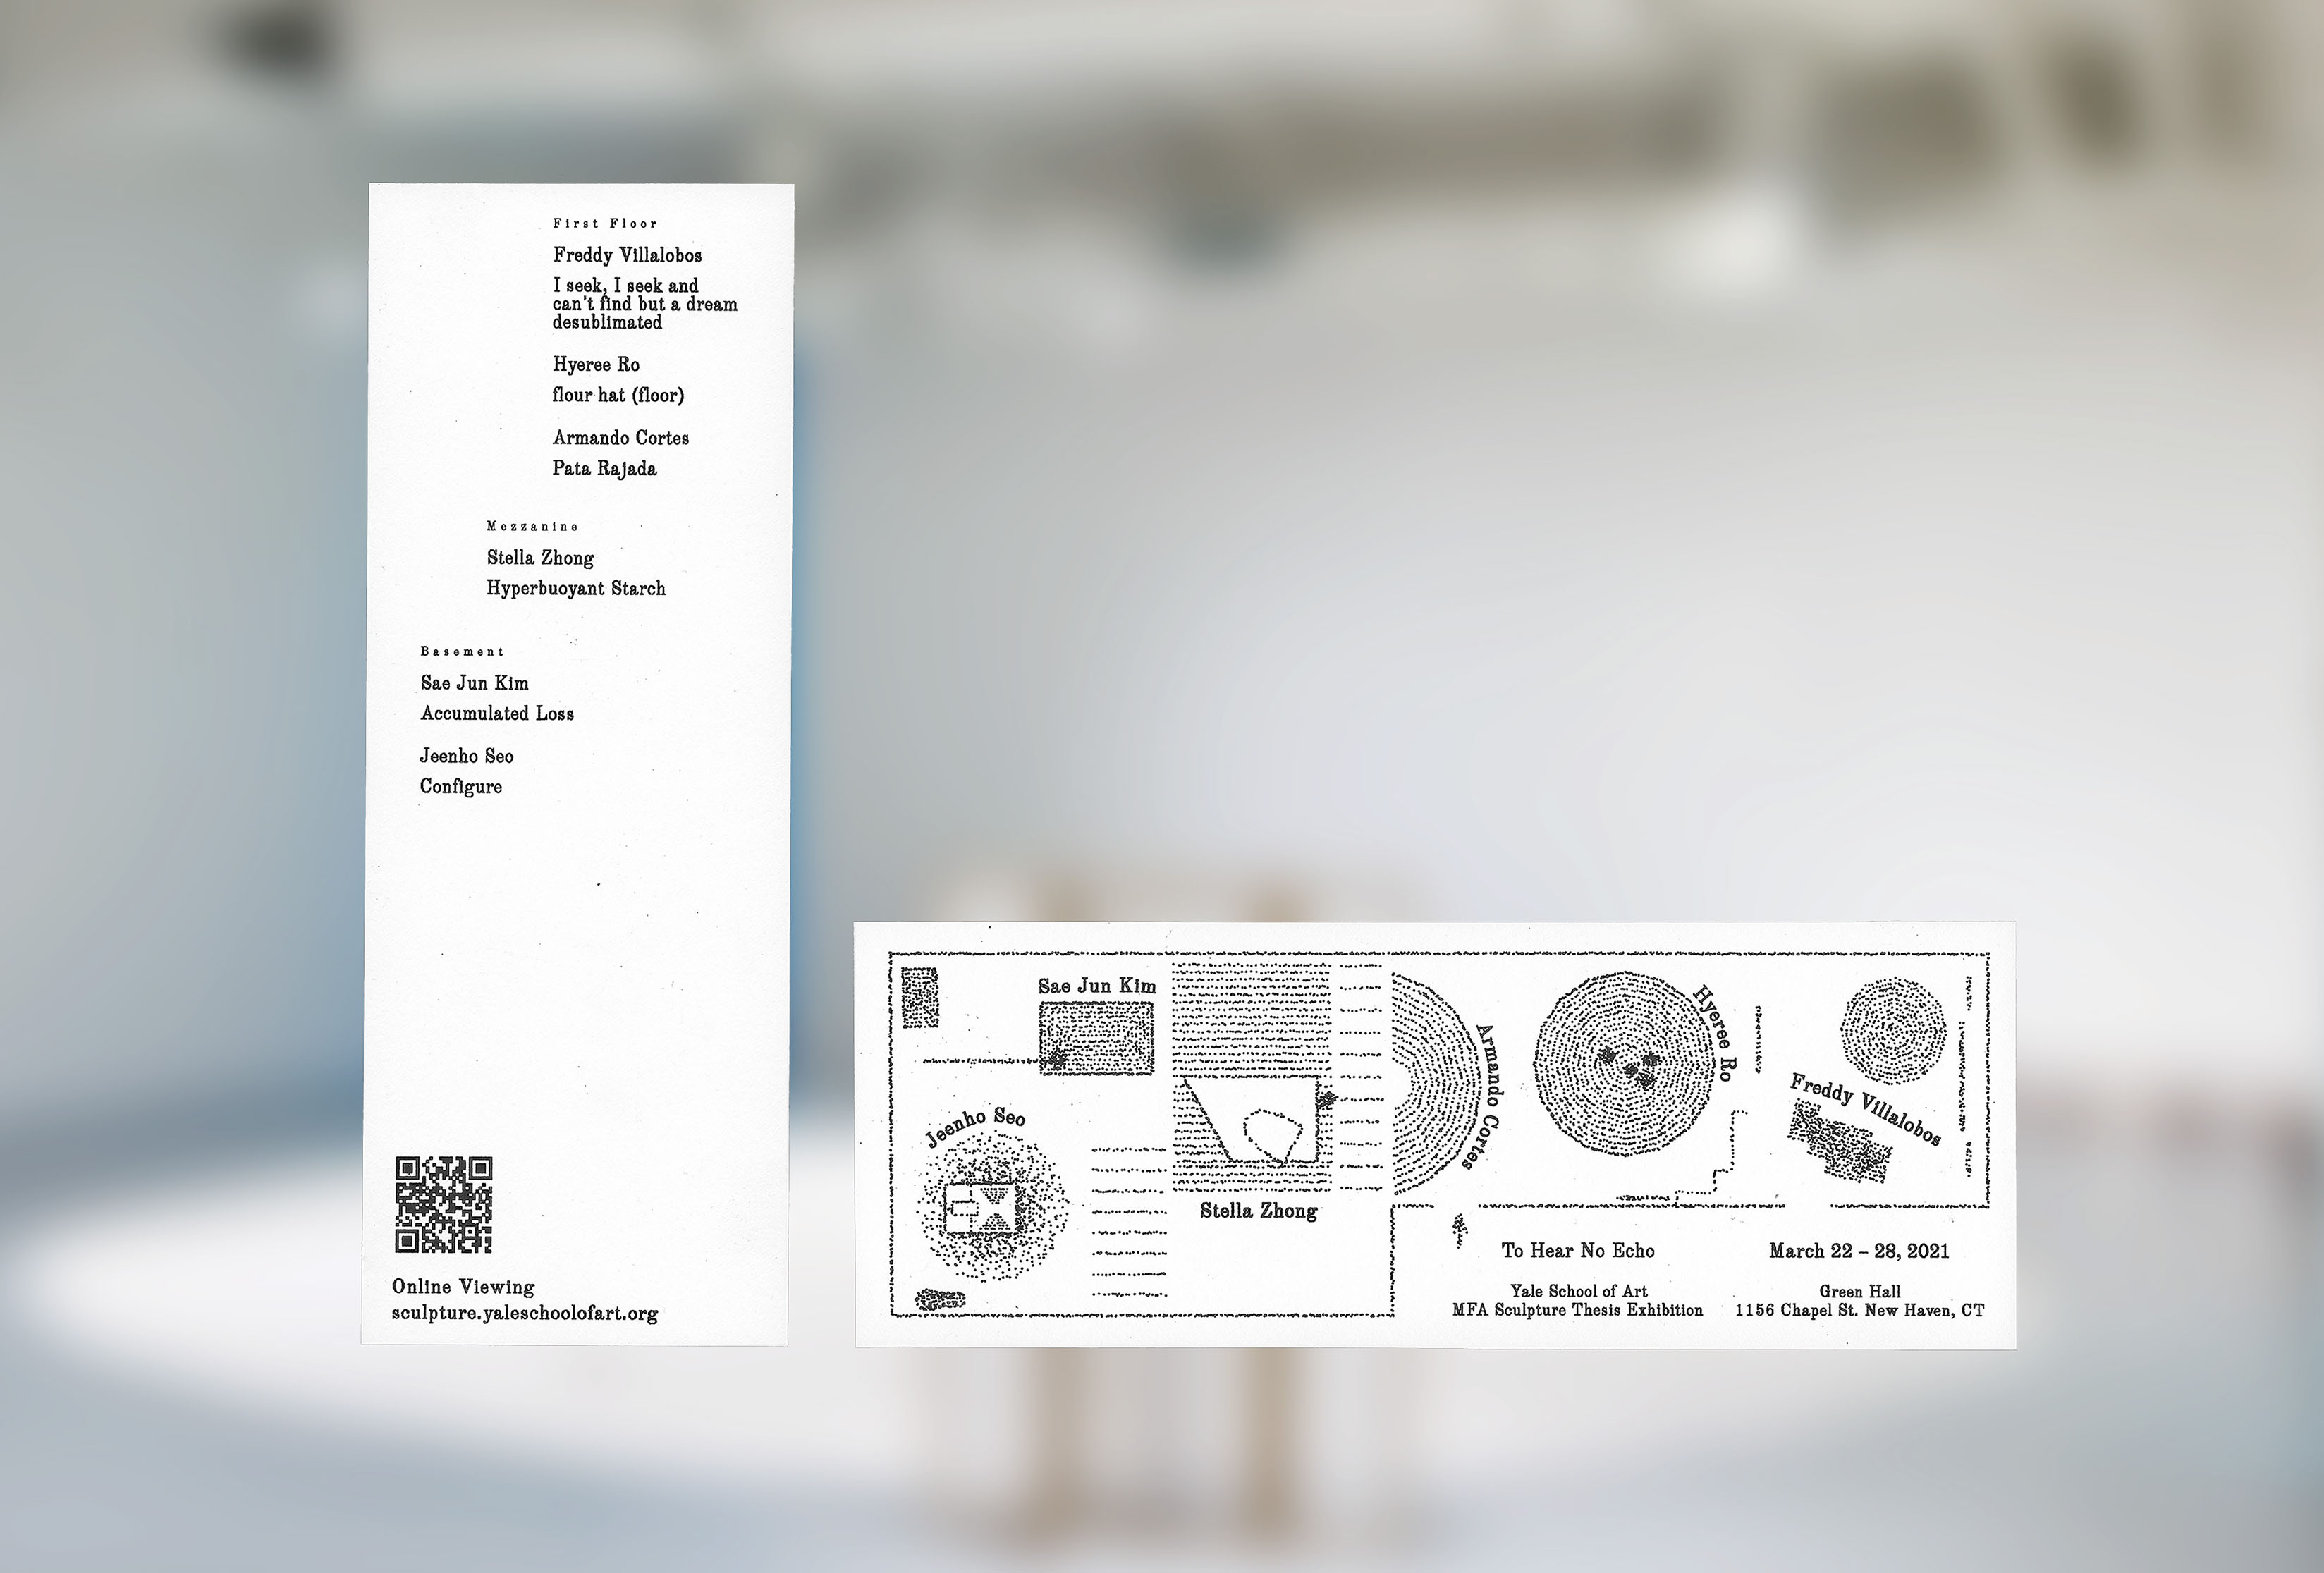 First Floor
Freddy Villalobos
I seek, I seek and
can't find but a dream
desublimated
Hyeree Ro
flour hat (floor)
Armando Cortes
Pata Rajada
Mezzanine
Stella Zhong
Hyperbuoyant Starch
Basement
Sae Jun Kim
Accumulated Loss
Jeenho Seo
Configure
Online Viewing
sculpture.yaleschoolofart.org
Sae Jun Kim
Jeenho Seo
Stella Zhong
Armando Cortes
Hyeree Ro
Freddy Villalobos
To Hear No Echo
Yale School of Art
MFA Sculpture Thesis Exhibition
March 22 – 28, 2021
Green Hall
1156 Chapel St. New Haven, CT